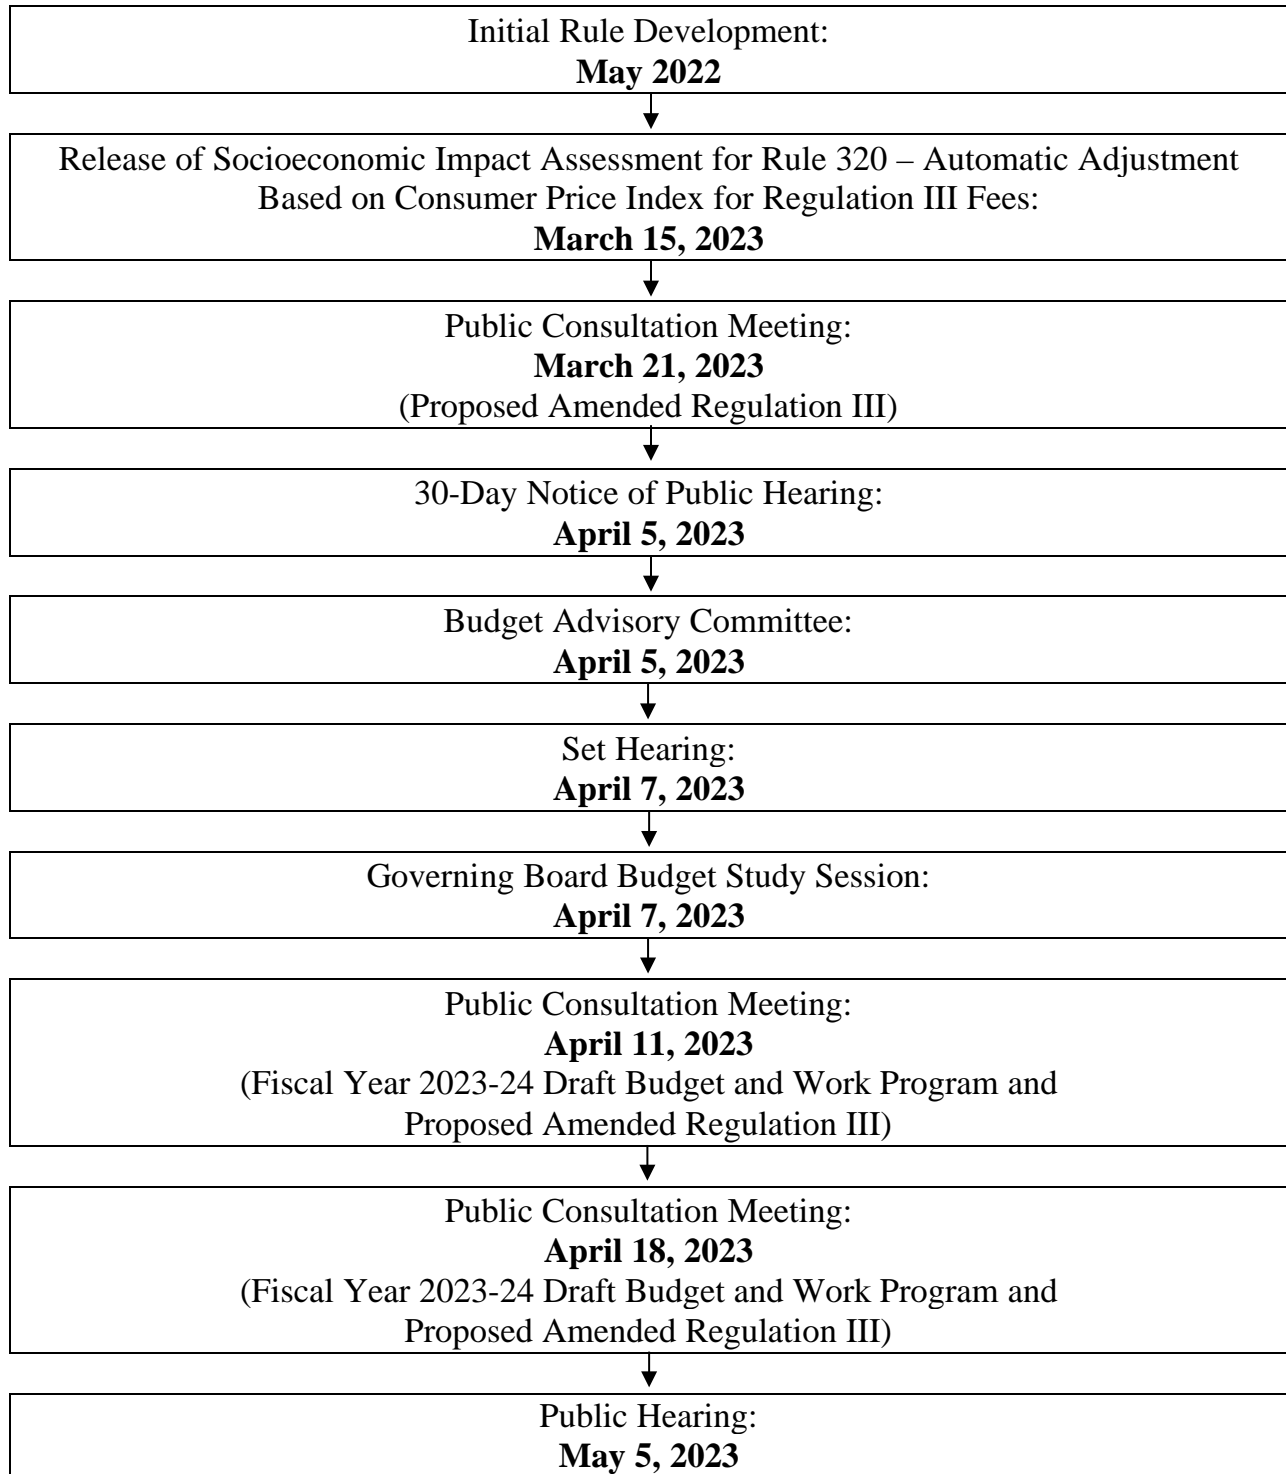 Initial Rule Development:
May 2022
Release of Socioeconomic Impact Assessment for Rule 320 – Automatic Adjustment
Based on Consumer Price Index for Regulation III Fees:
March 15, 2023
Public Consultation Meeting:
March 21, 2023
(Proposed Amended Regulation III)
30-Day Notice of Public Hearing:
April 5, 2023
Budget Advisory Committee:
April 5, 2023
Set Hearing:
April 7, 2023
Governing Board Budget Study Session:
April 7, 2023
Public Consultation Meeting:
April 11, 2023
(Fiscal Year 2023-24 Draft Budget and Work Program and
Proposed Amended Regulation III)
Public Consultation Meeting:
April 18, 2023
(Fiscal Year 2023-24 Draft Budget and Work Program and
Proposed Amended Regulation III)
Public Hearing:
May 5, 2023